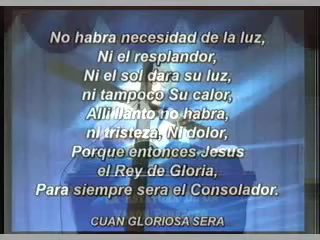 No habra necesidad de la luz,
Ni el resplandor,
Ni el sol dara su luz,
ni tampoco Su calor,
Alli llanto no habra,
ni tristeza, Ni dolor,
Porque entonces Jesus
el Rey de Gloria,
Para siempre sera el Consolador.
CUAN GLORIOSA SERA